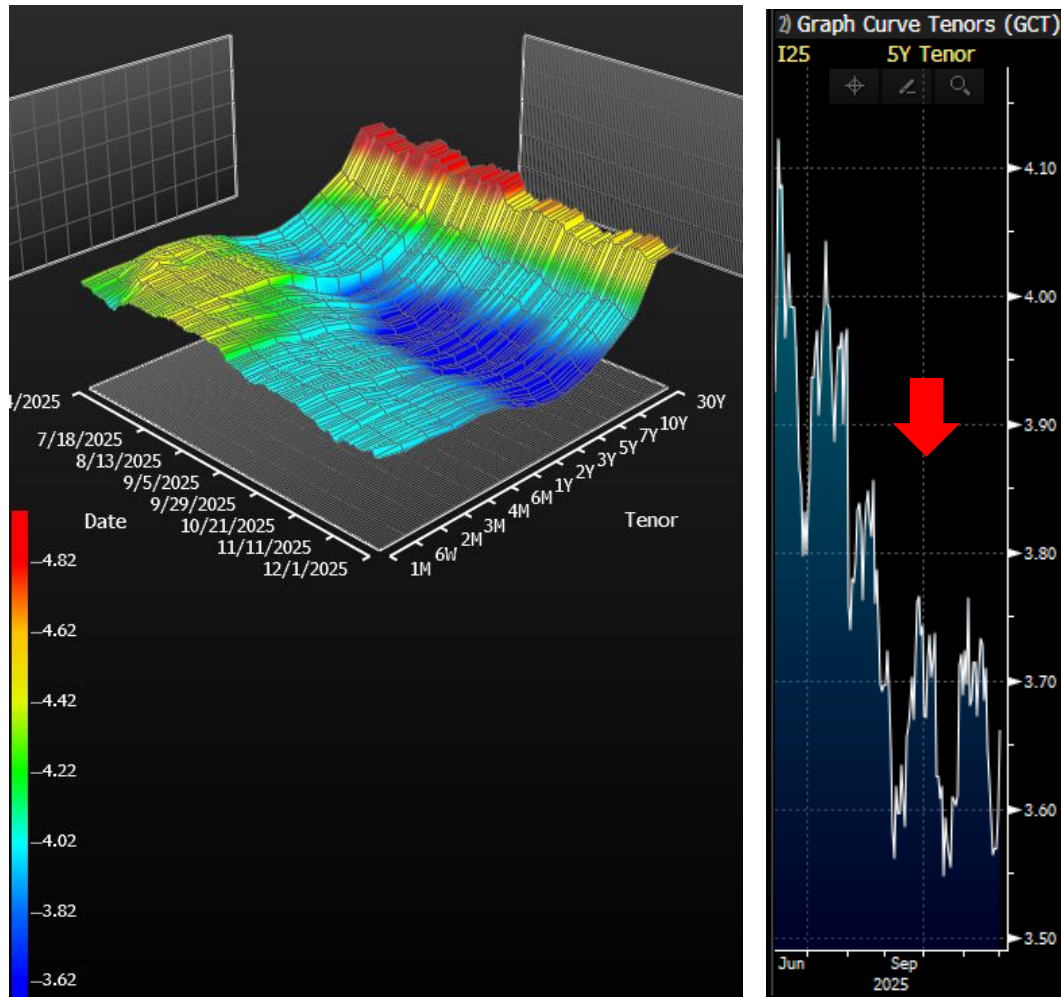 4/2025
7/18/2025
8/13/2025
9/5/2025
9/29/2025
10/21/2025
11/11/2025
12/1/2025
Date
1M
6W
2M
3M
4M
6M
1Y
2Y
3Y
5Y
7Y
10Y
30Y
Tenor
4.82
4.62
4.42
4.22
4.02
3.82
3.62
2) Graph Curve Tenors (GCT)
I25 5Y Tenor
4.10
4.00
3.90
3.80
3.70
3.60
3.50
Jun Sep
2025